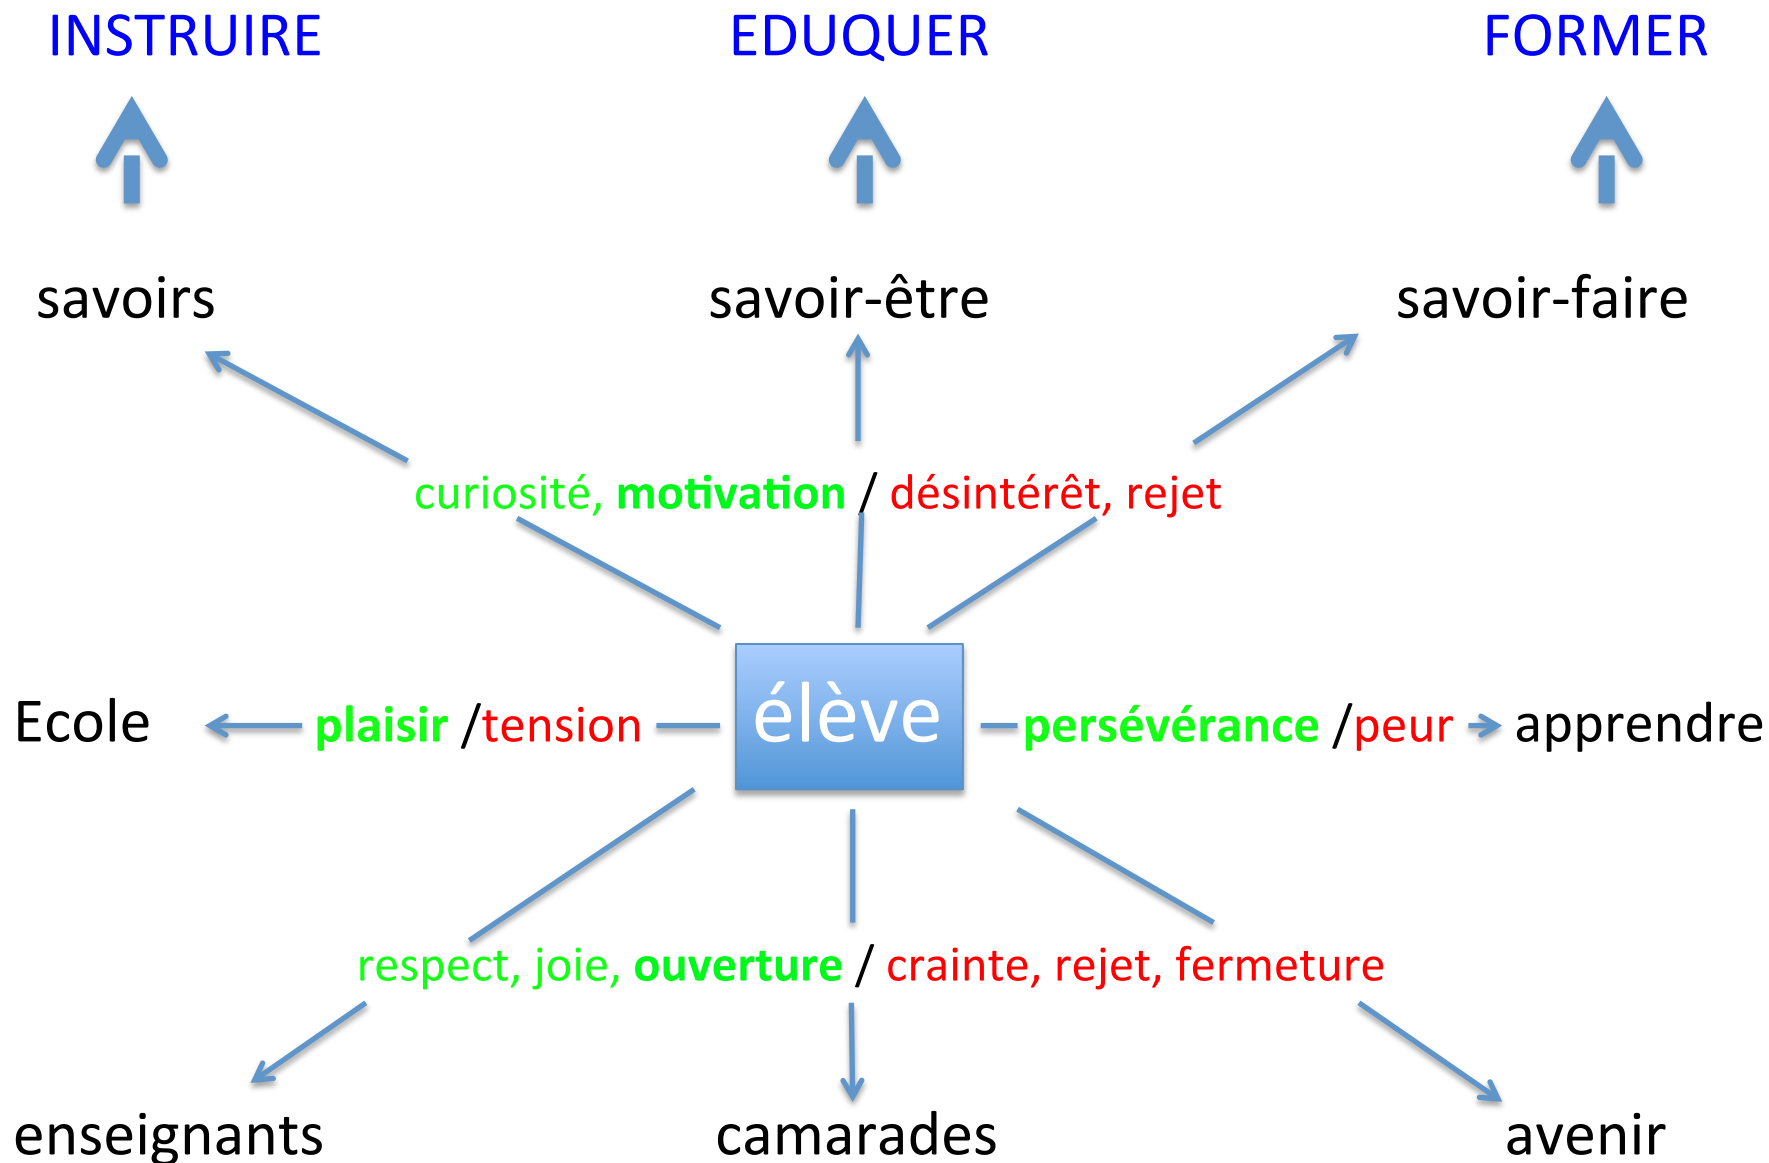 INSTRUIRE EDUQUER FORMER
savoirs savoir-être savoir-faire
curiosité, motivation / désintérêt, rejet
Ecole plaisir /tension élève persévérance /peur apprendre
respect, joie, ouverture / crainte, rejet, fermeture
enseignants camarades avenir